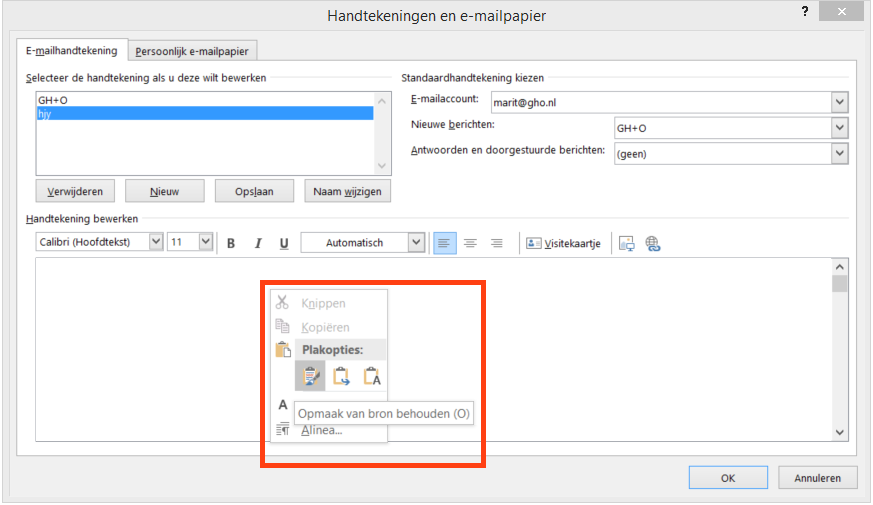 Handtekeningen en e-mailpapier
?
E-mailhandtekening
Persoonlijk e-mailpapier
Selecteer de handtekening als u deze wilt bewerken
GH+O
hjy
Verwijderen
Nieuw
Opslaan
Naam wijzigen
Standaardhandtekening kiezen
E-mailaccount:
marit@gho.nl
Nieuwe berichten:
GH+O
Antwoorden en doorgestuurde berichten:
(geen)
Handtekening bewerken
Calibri (Hoofdtekst)
11
B
I
U
Automatisch
Visitekaartje
Knippen
Kopiëren
Plakopties:
A
A
Opmaak van bron behouden (O)
Alinea...
OK
Annuleren